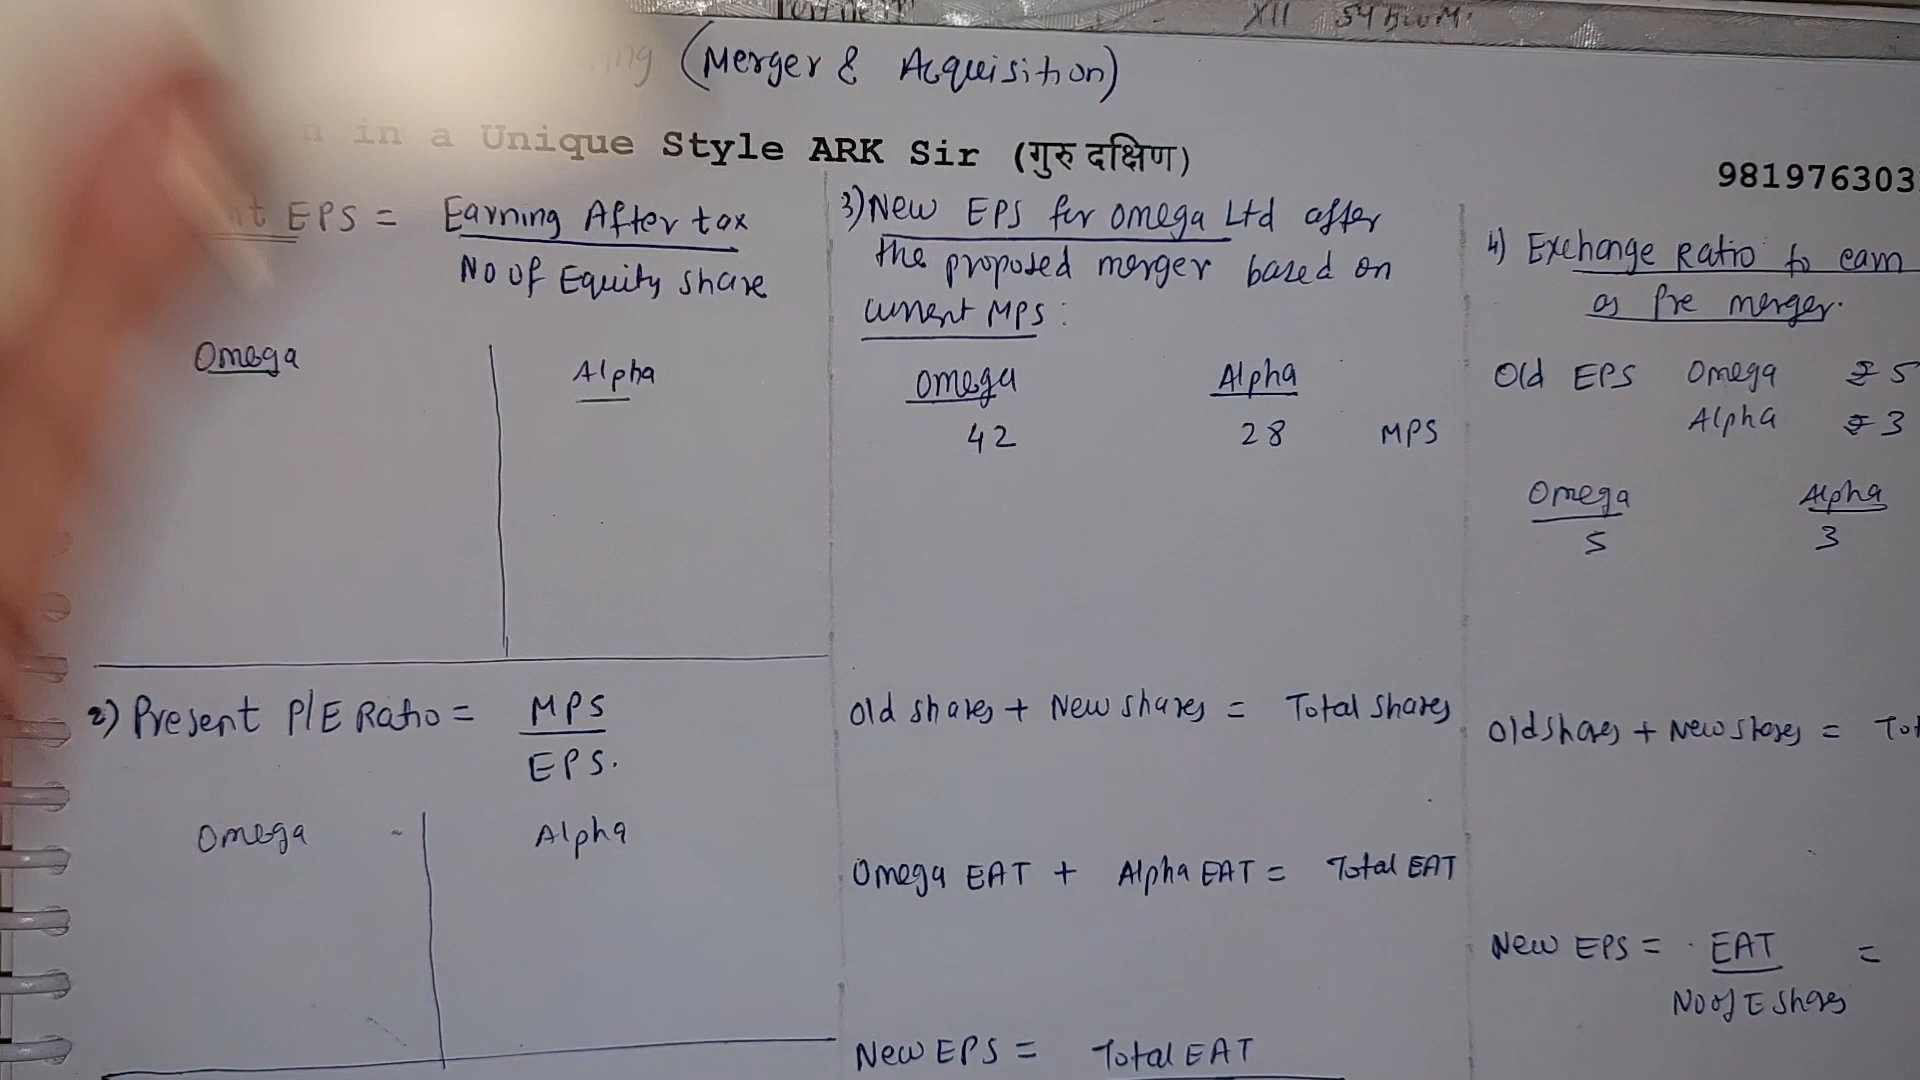 XII
(Merger & Acquisition)
in a Unique Style ARK Sir (गुरु दक्षिण)
981976303
EPS = Earning After tax
No of Equity share
Omega
Alpha
2) Present P/E Ratio = MPS
EPS.
Omega
Alpha
3) New EPS for Omega Ltd after
the proposed merger based on
current MPS :
Omega Alpha
42 28 MPS
Old shares + New shares = Total shares
Omega EAT + Alpha EAT = Total EAT
New EPS = Total EAT
4) Exchange Ratio to earn
as Pre merger.
Old EPS Omega ₹ 5
Alpha ₹ 3
Omega Alpha
5 3
Old shares + New shares =
New EPS = EAT =
No of E shares